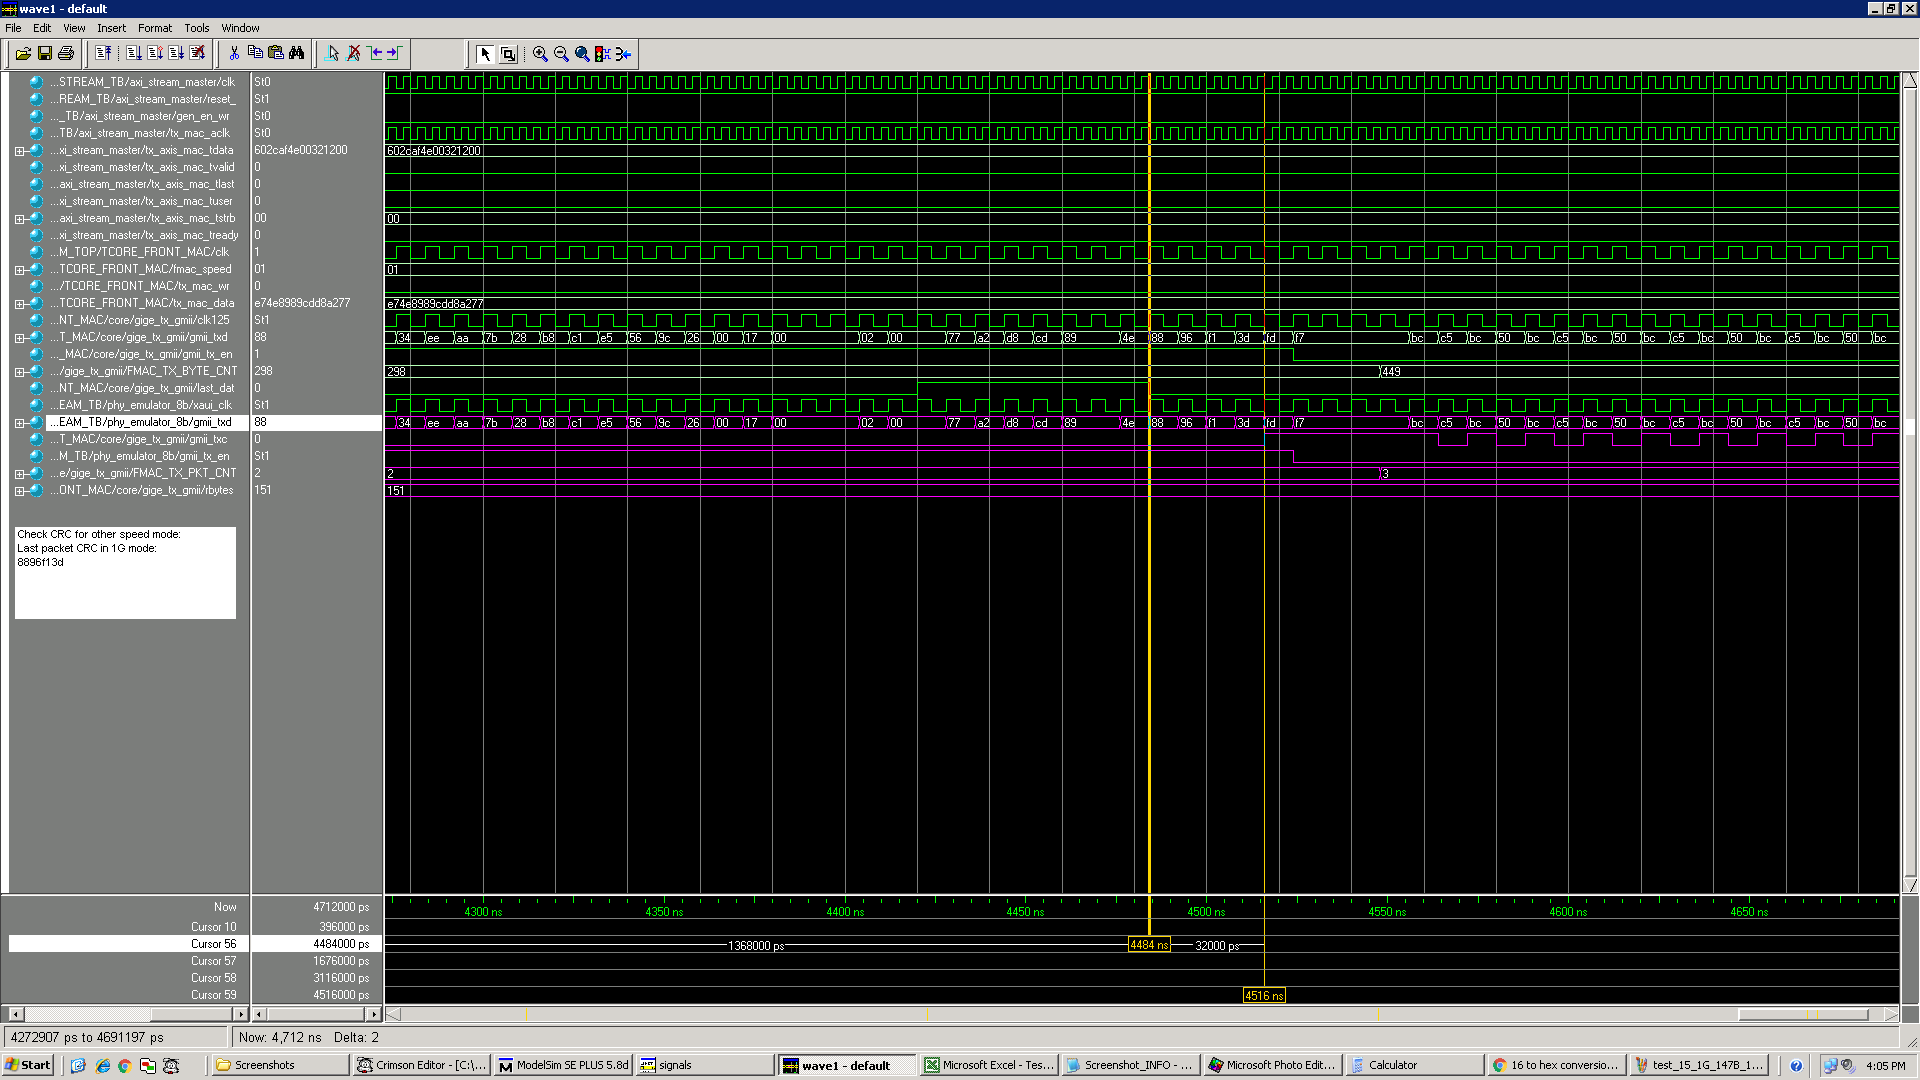 wave1 - default
File Edit View Insert Format Tools Window
...STREAM_TB/axi_stream_master/clk St0
...REAM_TB/axi_stream_master/reset_ St1
..._TB/axi_stream_master/gen_en_wr St0
...TB/axi_stream_master/tx_mac_aclk St0
...xi_stream_master/tx_axis_mac_tdata 602caf4e00321200 602caf4e00321200
...xi_stream_master/tx_axis_mac_tvalid 0
...axi_stream_master/tx_axis_mac_tlast 0
...xi_stream_master/tx_axis_mac_tuser 0
...axi_stream_master/tx_axis_mac_tstrb 00 00
...xi_stream_master/tx_axis_mac_tready 0
...M_TOP/TCORE_FRONT_MAC/clk 1
...TCORE_FRONT_MAC/fmac_speed 01 01
.../TCORE_FRONT_MAC/tx_mac_wr 0
...TCORE_FRONT_MAC/tx_mac_data e74e8989cdd8a277 e74e8989cdd8a277
...NT_MAC/core/gige_tx_gmii/clk125 St1
...T_MAC/core/gige_tx_gmii/gmii_txd 88 34 ee aa 7b 28 b8 c1 e5 56 9c 26 00 17 00 02 00 77 a2 d8 cd 89 4e 88 96 f1 3d fd f7 bc c5 50 bc c5 50 bc c5 50 bc c5 50 bc c5 50 bc
..._MAC/core/gige_tx_gmii/gmii_tx_en 1
.../gige_tx_gmii/FMAC_TX_BYTE_CNT 298 298 449
...NT_MAC/core/gige_tx_gmii/last_dat 0
...EAM_TB/phy_emulator_8b/xaui_clk St1
...EAM_TB/phy_emulator_8b/gmii_txd 88 34 ee aa 7b 28 b8 c1 e5 56 9c 26 00 17 00 02 00 77 a2 d8 cd 89 4e 88 96 f1 3d fd f7 bc c5 50 bc c5 50 bc c5 50 bc c5 50 bc c5 50 bc
...T_MAC/core/gige_tx_gmii/gmii_txc 0
...M_TB/phy_emulator_8b/gmii_tx_en St1
...e/gige_tx_gmii/FMAC_TX_PKT_CNT 2 2 3
...ONT_MAC/core/gige_tx_gmii/rbytes 151 151
Check CRC for other speed mode:
Last packet CRC in 1G mode:
8896f13d
Now 4712000 ps 4300 ns 4350 ns 4400 ns 4450 ns 4500 ns 4550 ns 4600 ns 4650 ns
Cursor 10 396000 ps
Cursor 56 4484000 ps 1368000 ps 4484 ns 32000 ps
Cursor 57 1676000 ps
Cursor 58 3116000 ps
Cursor 59 4516000 ps 4516 ns
4272907 ps to 4691197 ps Now: 4,712 ns Delta: 2
Start Screenshots Crimson Editor - [C:\... ModelSim SE PLUS 5.8d signals wave1 - default Microsoft Excel - Tes... Screenshot_INFO - ... Microsoft Photo Edit... Calculator 16 to hex conversio... test_15_1G_147B_1... 4:05 PM